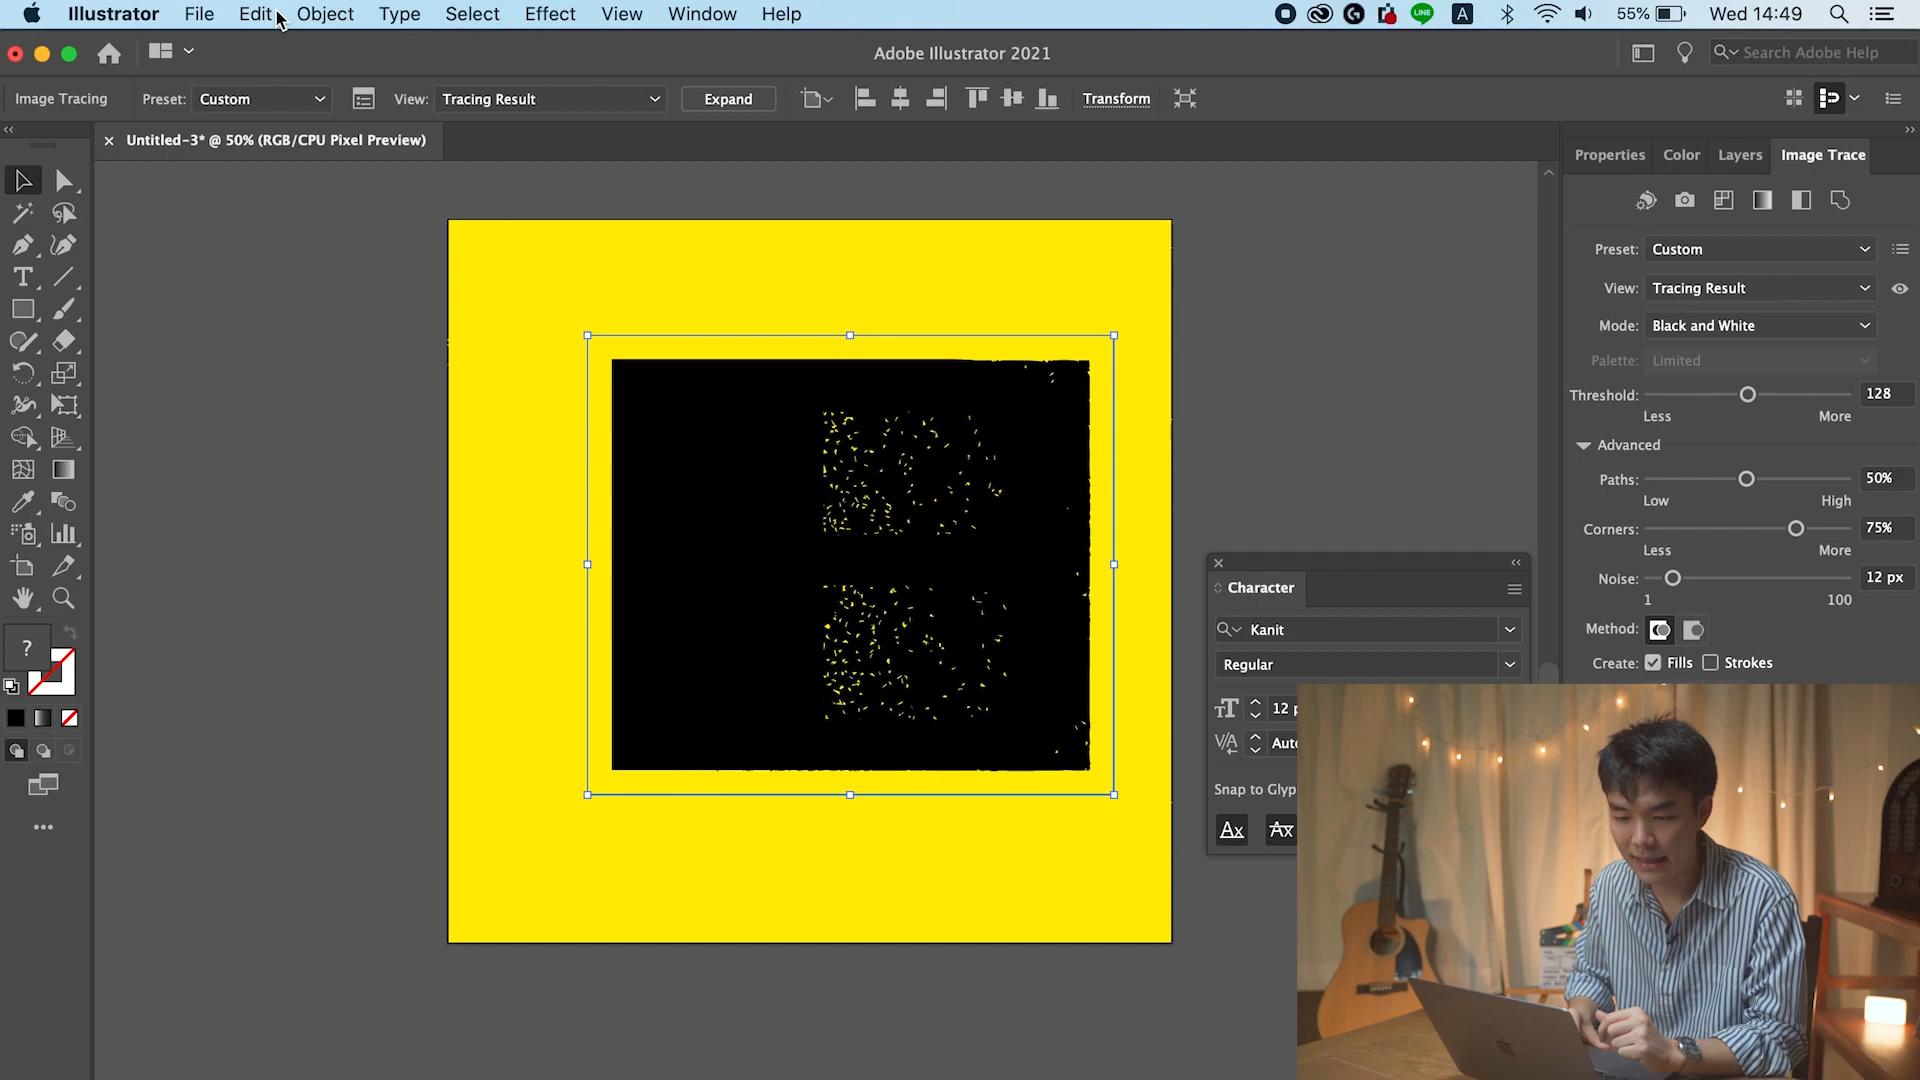 Illustrator File Edit Object Type Select Effect View Window Help
LINE A 55% Wed 14:49
Adobe Illustrator 2021
Search Adobe Help
Image Tracing Preset: Custom View: Tracing Result Expand Transform
× Untitled-3* @ 50% (RGB/CPU Pixel Preview)
Properties Color Layers Image Trace
Preset: Custom
View: Tracing Result
Mode: Black and White
Palette: Limited
Threshold: 128
Less More
Advanced
Paths: 50%
Low High
Corners: 75%
Less More
Noise: 12 px
1 100
Method:
Create: Fills Strokes
Character
Kanit
Regular
12 p
Auto
Snap to Glyp
?